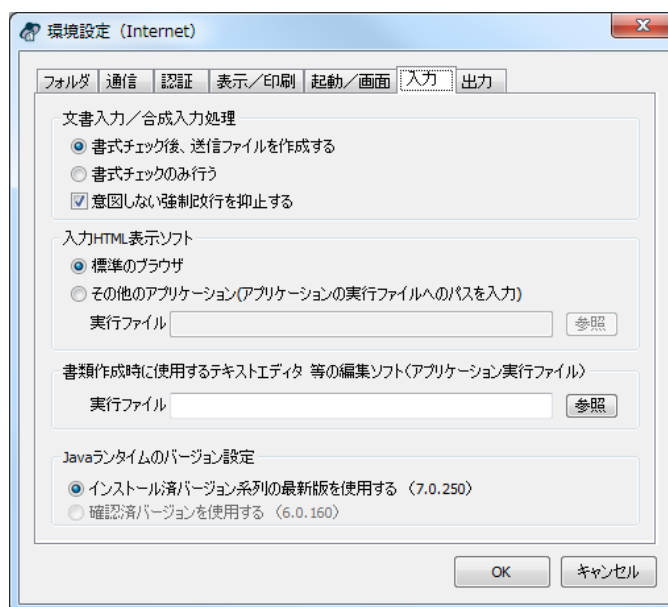 環境設定（Internet）
フォルダ 通信 認証 表示／印刷 起動／画面 入力 出力
文書入力／合成入力処理
書式チェック後、送信ファイルを作成する
書式チェックのみ行う
意図しない強制改行を抑止する
入力HTML表示ソフト
標準のブラウザ
その他のアプリケーション(アプリケーションの実行ファイルへのパスを入力)
実行ファイル 参照
書類作成時に使用するテキストエディタ 等の編集ソフト(アプリケーション実行ファイル)
実行ファイル 参照
Javaランタイムのバージョン設定
インストール済バージョン系列の最新版を使用する （7.0.250）
確認済バージョンを使用する （6.0.160）
OK キャンセル